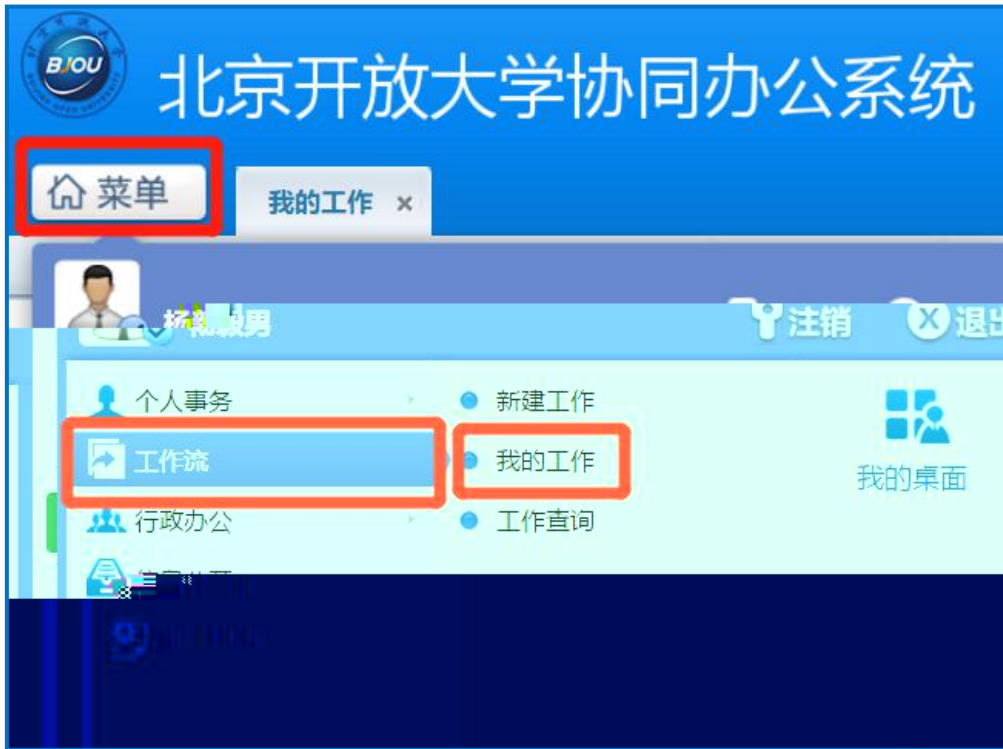 BJOU
北京开放大学协同办公系统
菜单
我的工作 ×
注销
退出
个人事务
新建工作
工作流
我的工作
我的桌面
行政办公
工作查询